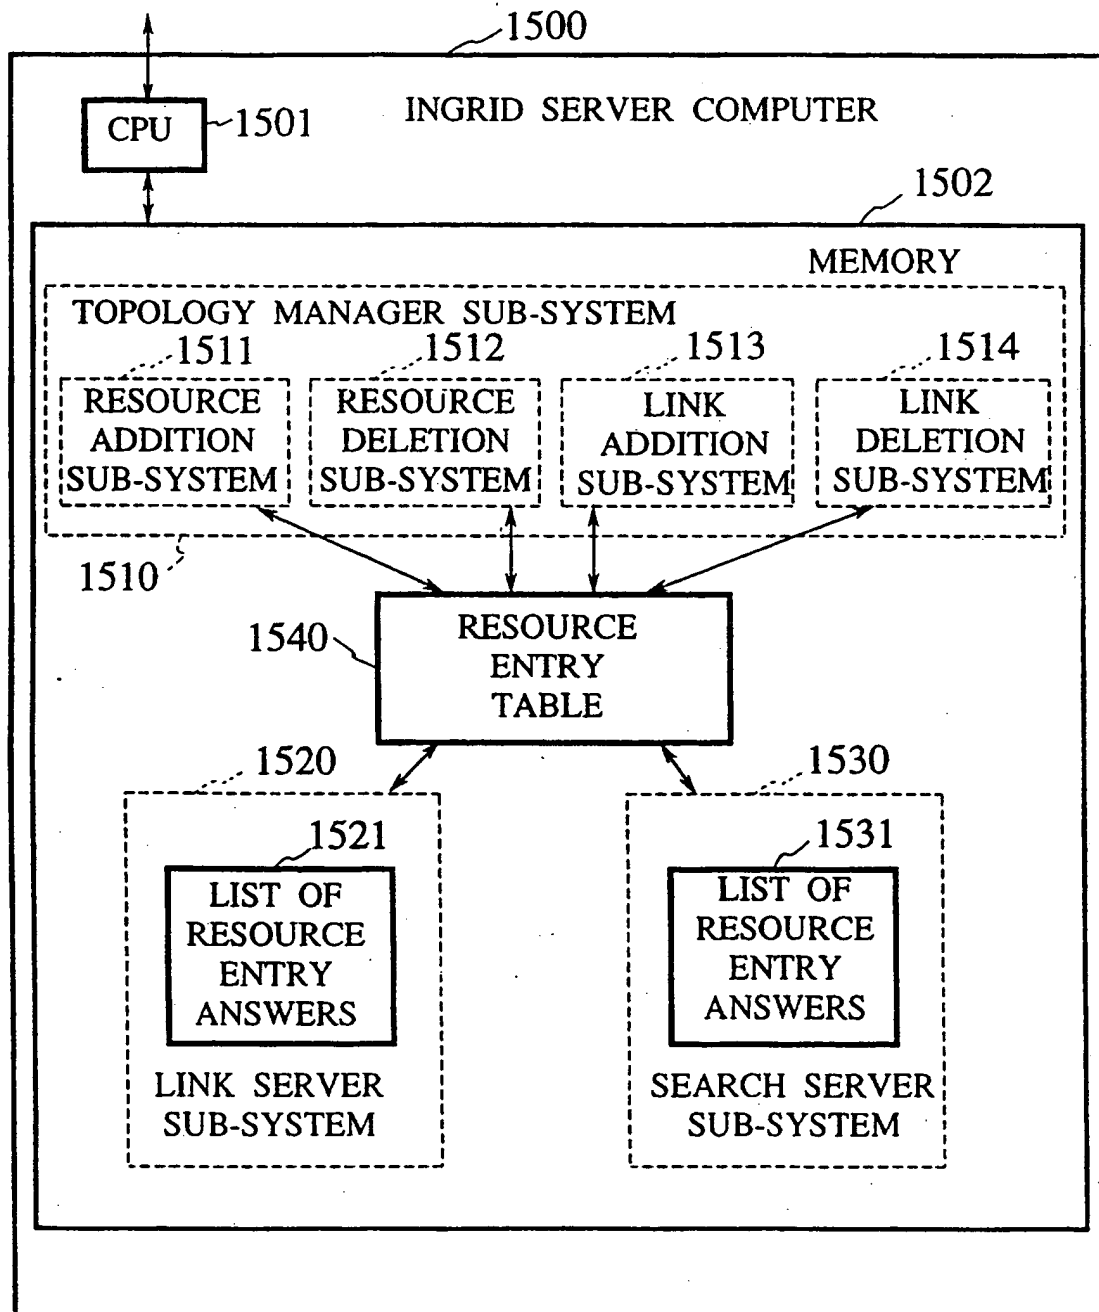 1500
CPU
1501
INGRID SERVER COMPUTER
1502
MEMORY
TOPOLOGY MANAGER SUB-SYSTEM
1511
1512
1513
1514
RESOURCE
ADDITION
SUB-SYSTEM
RESOURCE
DELETION
SUB-SYSTEM
LINK
ADDITION
SUB-SYSTEM
LINK
DELETION
SUB-SYSTEM
1510
1540
RESOURCE
ENTRY
TABLE
1520
1530
1521
LIST OF
RESOURCE
ENTRY
ANSWERS
LINK SERVER
SUB-SYSTEM
1531
LIST OF
RESOURCE
ENTRY
ANSWERS
SEARCH SERVER
SUB-SYSTEM